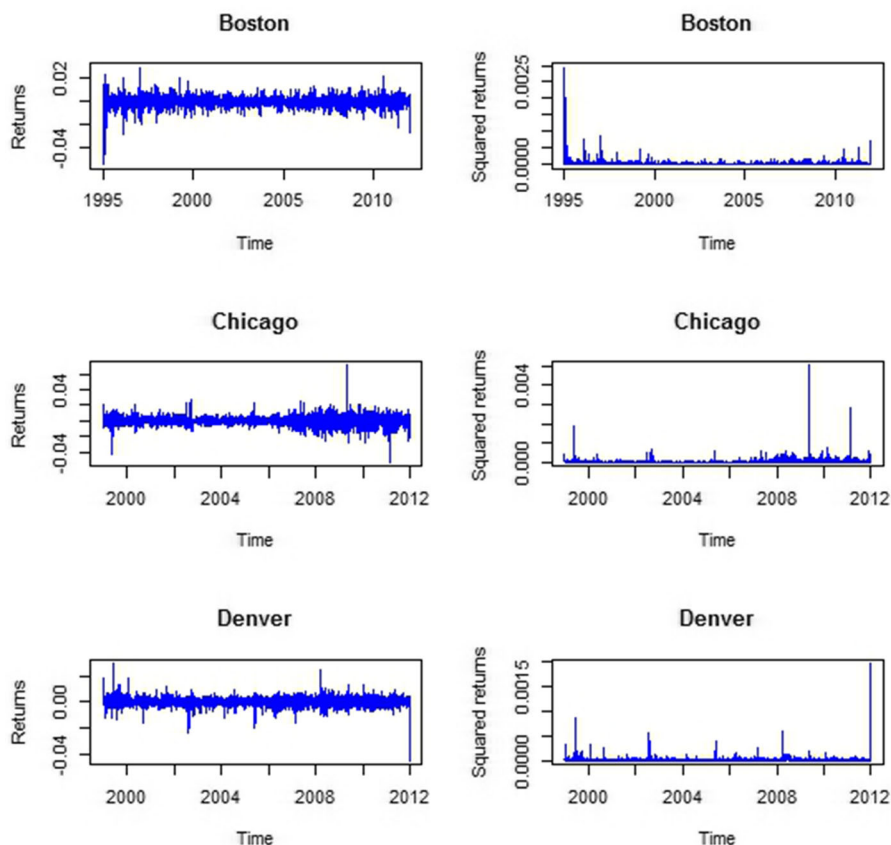 Boston
Returns
0.02
-0.04
1995 2000 2005 2010
Time
Boston
Squared returns
0.0025
0.0000
1995 2000 2005 2010
Time
Chicago
Returns
0.04
-0.04
2000 2004 2008 2012
Time
Chicago
Squared returns
0.004
0.000
2000 2004 2008 2012
Time
Denver
Returns
0.00
-0.04
2000 2004 2008 2012
Time
Denver
Squared returns
0.0015
0.0000
2000 2004 2008 2012
Time